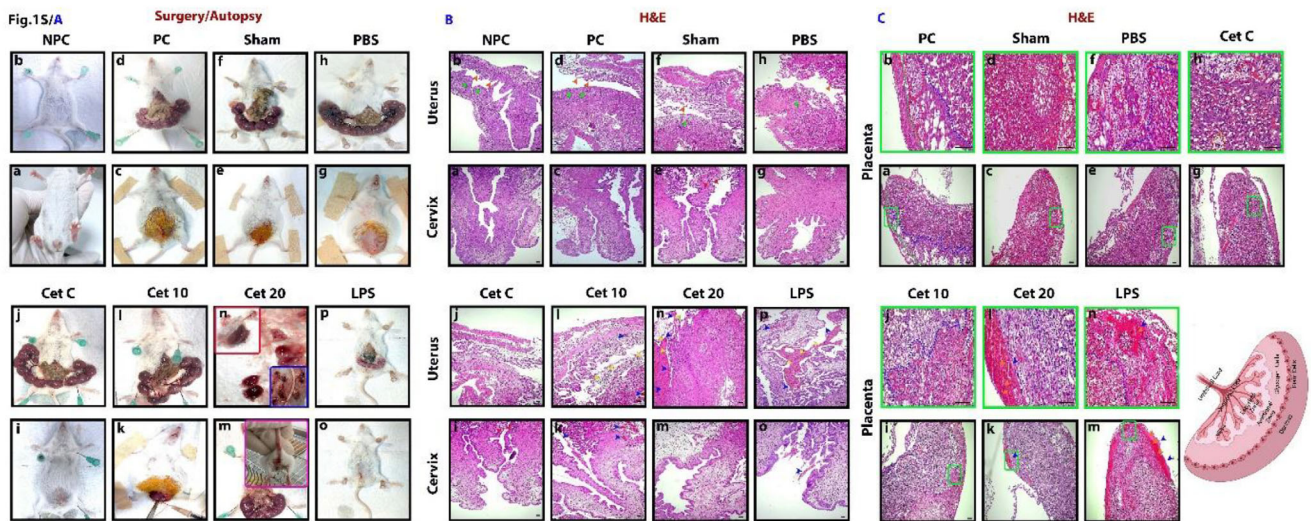 Fig.1S/A Surgery/Autopsy
NPC PC Sham PBS
b d f h
a c e g
Cet C Cet 10 Cet 20 LPS
j l n p
i k m o
B H&E
NPC PC Sham PBS
Uterus
b d f h
Cervix
a c e g
Cet C Cet 10 Cet 20 LPS
Uterus
j l n p
Cervix
i k m o
C H&E
PC Sham PBS Cet C
Placenta
b d f h
a c e g
Cet 10 Cet 20 LPS
Placenta
j l n
i k m
Decidua